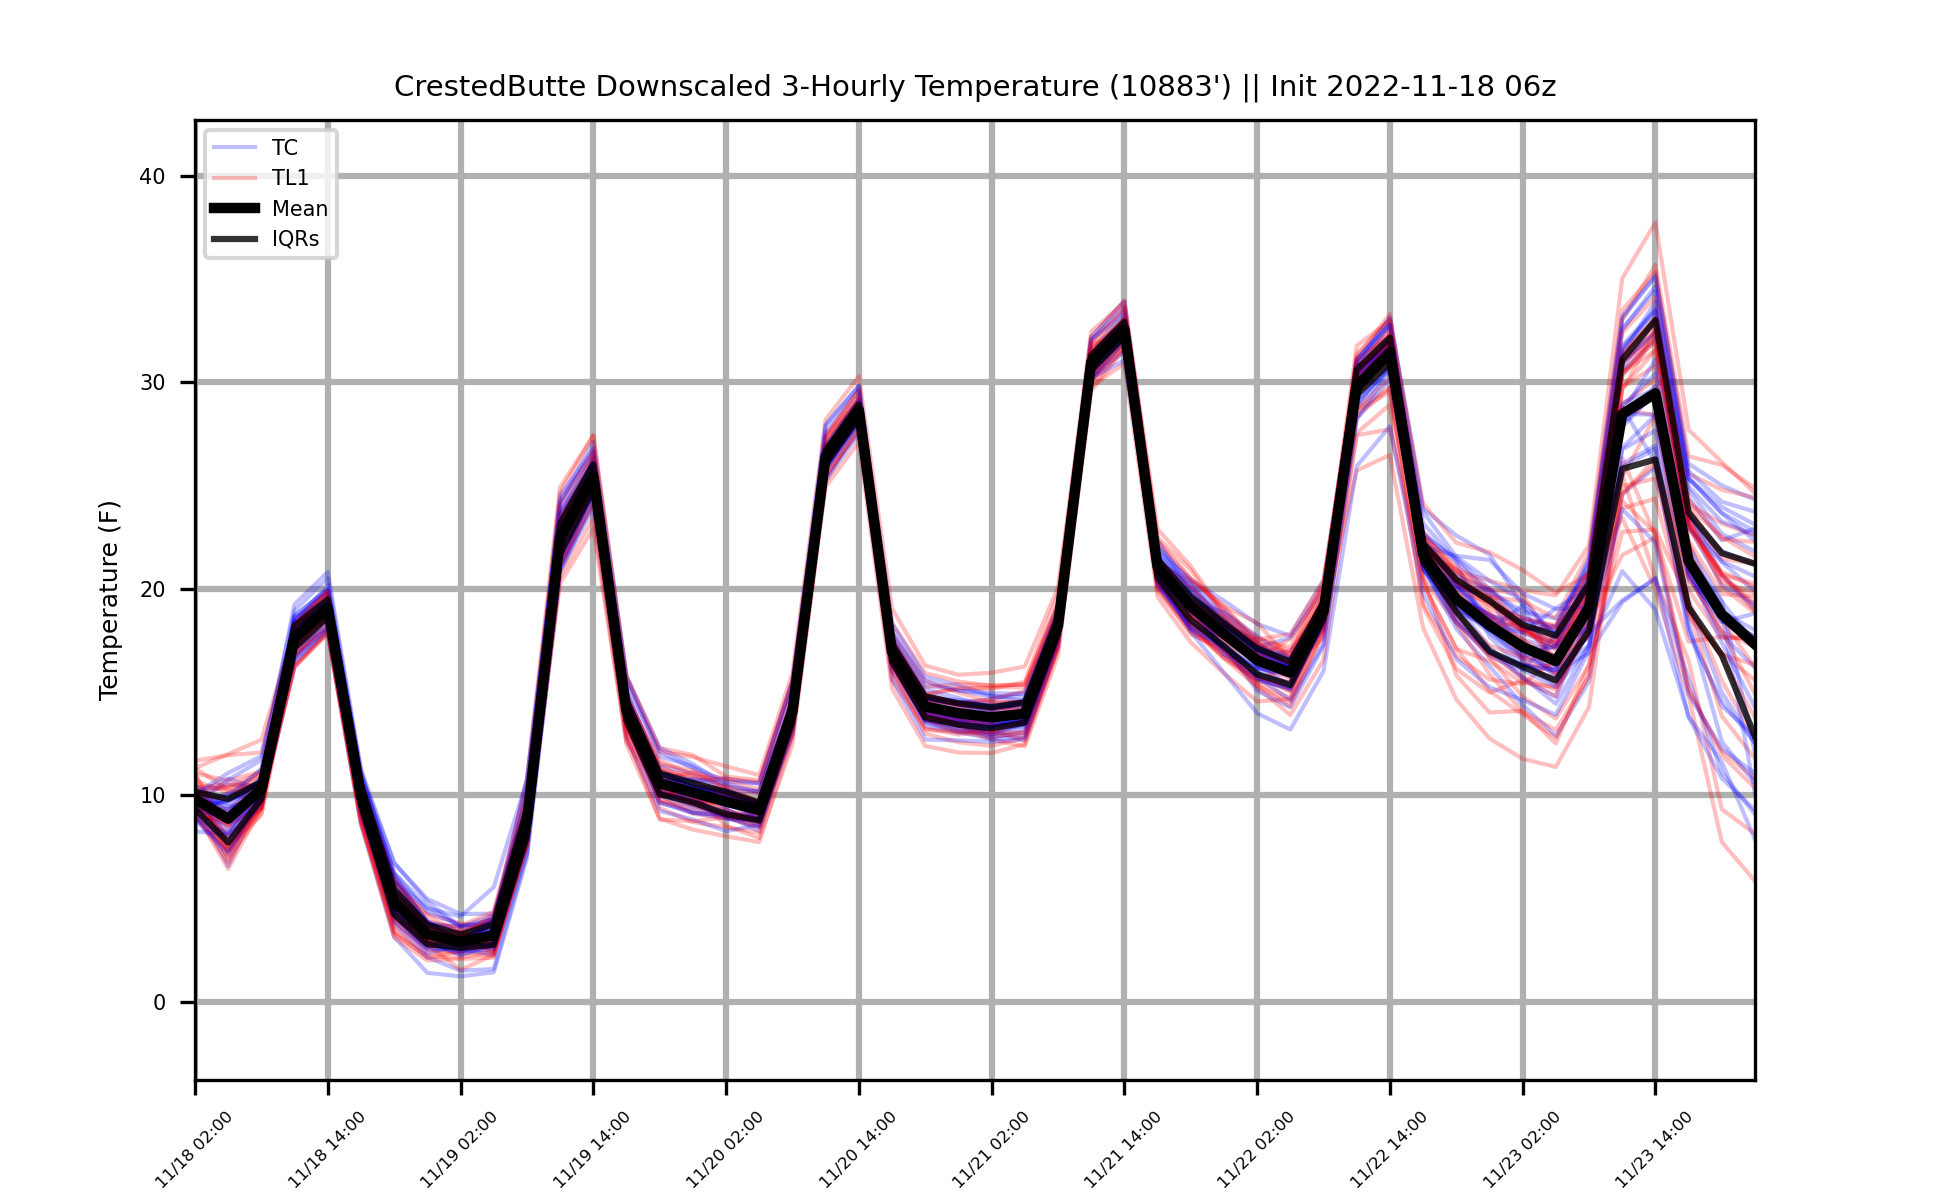 CrestedButte Downscaled 3-Hourly Temperature (10883') || Init 2022-11-18 06z
TC
TL1
Mean
IQRs
Temperature (F)
40
30
20
10
0
11/18 02:00
11/18 14:00
11/19 02:00
11/19 14:00
11/20 02:00
11/20 14:00
11/21 02:00
11/21 14:00
11/22 02:00
11/22 14:00
11/23 02:00
11/23 14:00